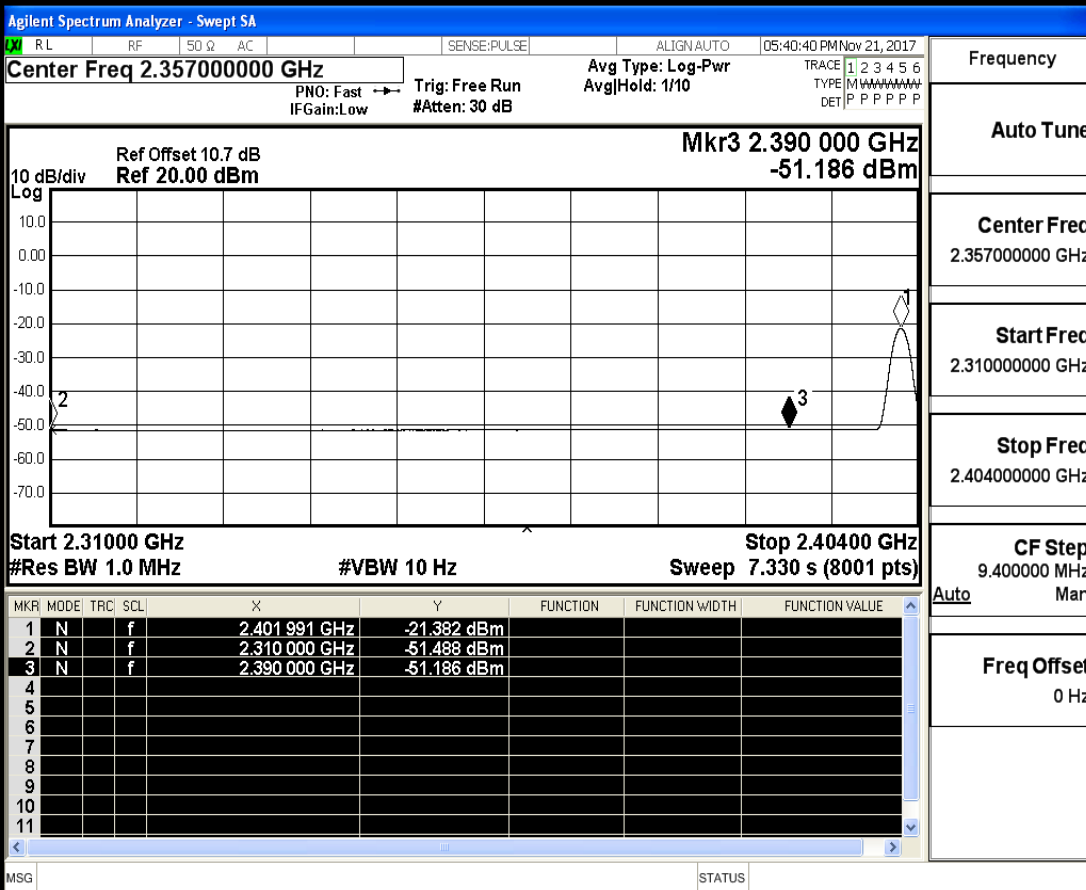 Agilent Spectrum Analyzer - Swept SA
LXI RL RF 50 Ω AC SENSE:PULSE ALIGN AUTO 05:40:40 PM Nov 21, 2017
Center Freq 2.357000000 GHz
PNO: Fast
IFGain:Low
Trig: Free Run
#Atten: 30 dB
Avg Type: Log-Pwr
Avg|Hold: 1/10
TRACE 1 2 3 4 5 6
TYPE M
DET P P P P P P
Mkr3 2.390 000 GHz
-51.186 dBm
Ref Offset 10.7 dB
Ref 20.00 dBm
10 dB/div
Log
10.0
0.00
-10.0
-20.0
-30.0
-40.0
-50.0
-60.0
-70.0
1
2
3
Start 2.31000 GHz Stop 2.40400 GHz
#Res BW 1.0 MHz #VBW 10 Hz Sweep 7.330 s (8001 pts)
MKR MODE TRC SCL X Y FUNCTION FUNCTION WIDTH FUNCTION VALUE
1 N f 2.401 991 GHz -21.382 dBm
2 N f 2.310 000 GHz -51.488 dBm
3 N f 2.390 000 GHz -51.186 dBm
4
5
6
7
8
9
10
11
MSG STATUS
Frequency
Auto Tune
Center Freq
2.357000000 GHz
Start Freq
2.310000000 GHz
Stop Freq
2.404000000 GHz
CF Step
9.400000 MHz
Auto Man
Freq Offset
0 Hz